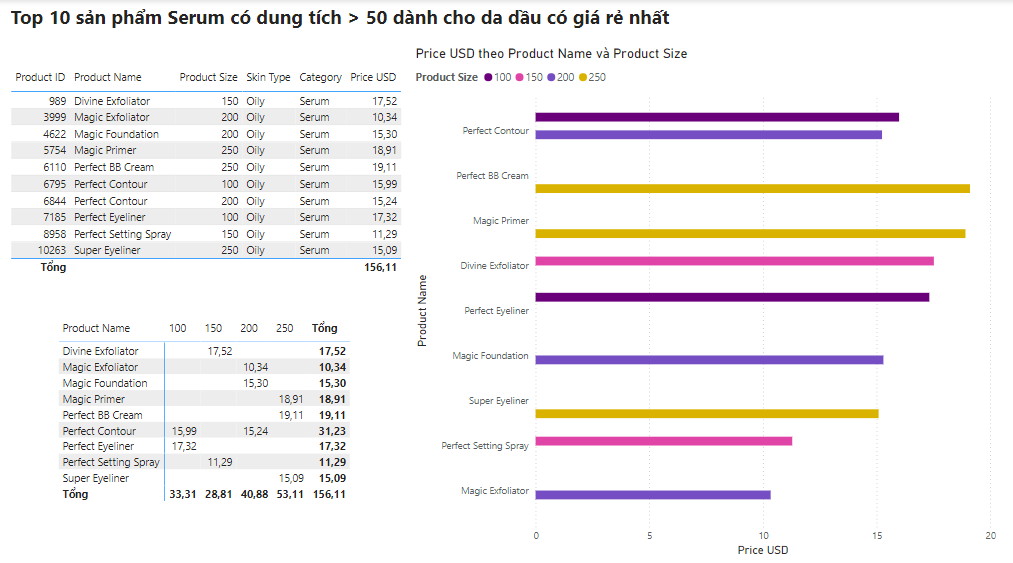 Top 10 sản phẩm Serum có dung tích > 50 dành cho da dầu có giá rẻ nhất
Product ID Product Name Product Size Skin Type Category Price USD
989 Divine Exfoliator 150 Oily Serum 17,52
3999 Magic Exfoliator 200 Oily Serum 10,34
4622 Magic Foundation 200 Oily Serum 15,30
5754 Magic Primer 250 Oily Serum 18,91
6110 Perfect BB Cream 250 Oily Serum 19,11
6795 Perfect Contour 100 Oily Serum 15,99
6844 Perfect Contour 200 Oily Serum 15,24
7185 Perfect Eyeliner 100 Oily Serum 17,32
8958 Perfect Setting Spray 150 Oily Serum 11,29
10263 Super Eyeliner 250 Oily Serum 15,09
Tổng 156,11
Product Name 100 150 200 250 Tổng
Divine Exfoliator 17,52 17,52
Magic Exfoliator 10,34 10,34
Magic Foundation 15,30 15,30
Magic Primer 18,91 18,91
Perfect BB Cream 19,11 19,11
Perfect Contour 15,99 15,24 31,23
Perfect Eyeliner 17,32 17,32
Perfect Setting Spray 11,29 11,29
Super Eyeliner 15,09 15,09
Tổng 33,31 28,81 40,88 53,11 156,11
Price USD theo Product Name và Product Size
Product Size 100 150 200 250
Product Name
Perfect Contour
Perfect BB Cream
Magic Primer
Divine Exfoliator
Perfect Eyeliner
Magic Foundation
Super Eyeliner
Perfect Setting Spray
Magic Exfoliator
0 5 10 15 20
Price USD